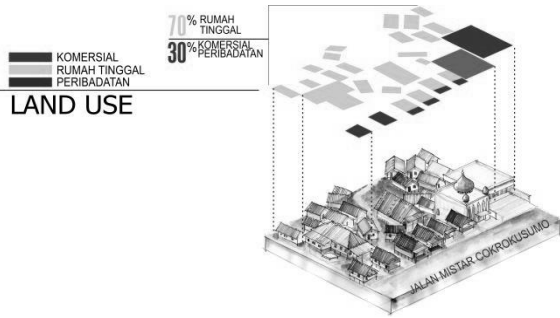 70% RUMAH
TINGGAL
30% KOMERSIAL
PERIBADATAN
KOMERSIAL
RUMAH TINGGAL
PERIBADATAN
LAND USE
JALAN MISTAR COKROKUSUMO